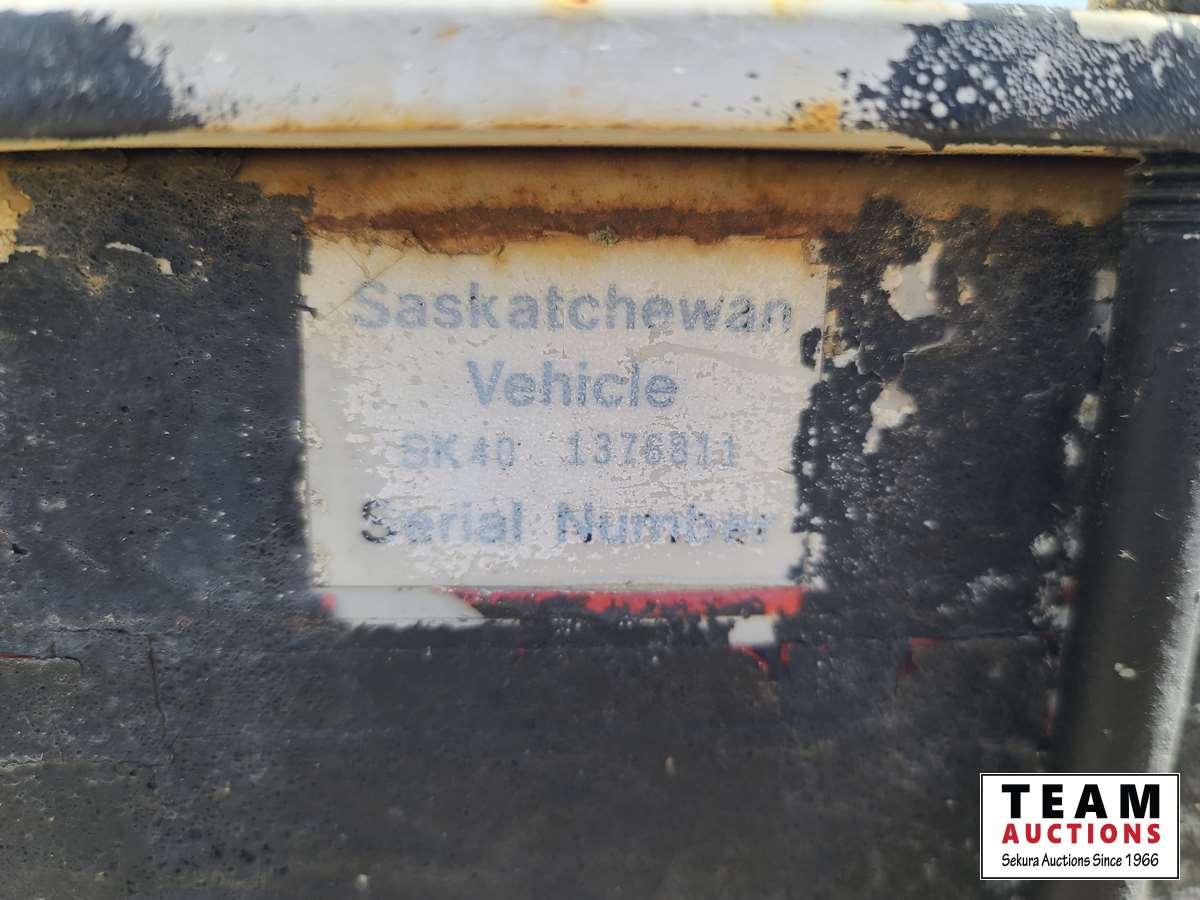 Saskatchewan
Vehicle
SK40 1376811
Serial Number
TEAM
AUCTIONS
Sekura Auctions Since 1966